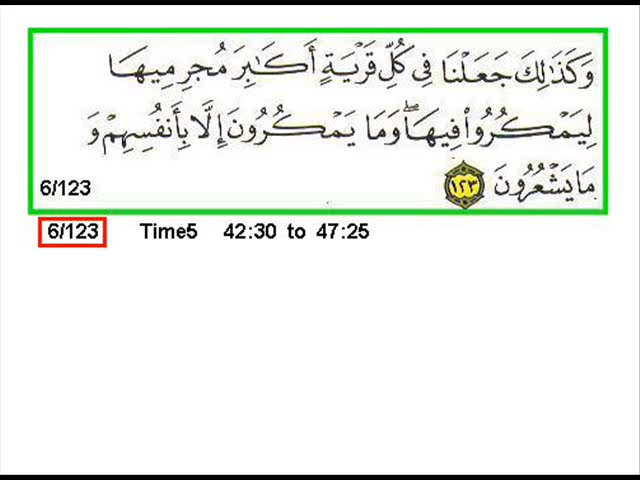 وَكَذَٰلِكَ جَعَلْنَا فِي كُلِّ قَرْيَةٍ أَكَٰبِرَ مُجْرِمِيهَا
لِيَمْكُرُوا۟ فِيهَا ۖ وَمَا يَمْكُرُونَ إِلَّا بِأَنفُسِهِمْ وَ
مَا يَشْعُرُونَ ١٢٣
6/123
6/123 Time5 42:30 to 47:25